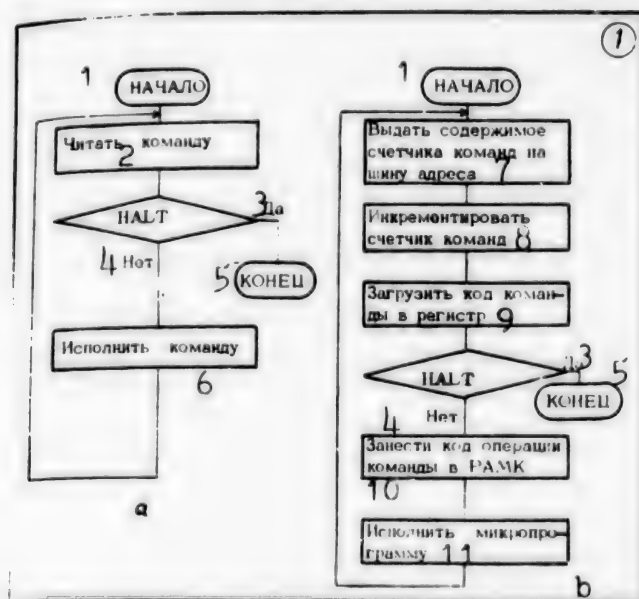 ①
1
НАЧАЛО
Читать команду
2
HALT
3 Да
4 Нет
5 КОНЕЦ
Исполнить команду
6
a
1
НАЧАЛО
Выдать содержимое
счетчика команд на
шину адреса 7
Инкрементировать
счетчик команд 8
Загрузить код коман-
ды в регистр 9
HALT
Да 3
5
КОНЕЦ
Нет
4
Занести код операции
команды в РАМК
10
Исполнить микропро-
грамму 11
b